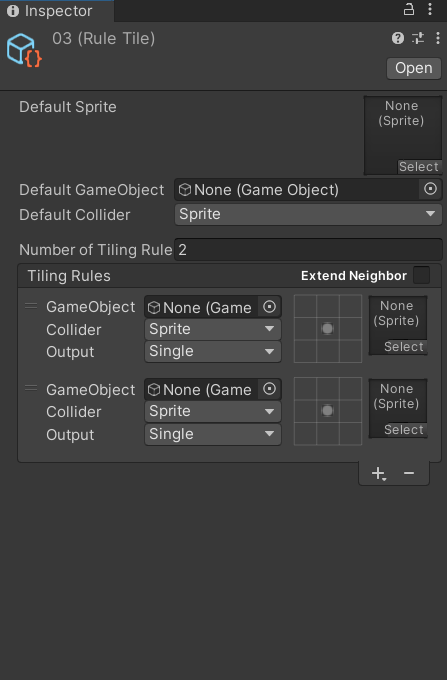 Inspector
03 (Rule Tile)
Open
Default Sprite
None
(Sprite)
Select
Default GameObject None (Game Object)
Default Collider Sprite
Number of Tiling Rule 2
Tiling Rules Extend Neighbor
GameObject None (Game
Collider Sprite
Output Single
None
(Sprite)
Select
GameObject None (Game
Collider Sprite
Output Single
None
(Sprite)
Select